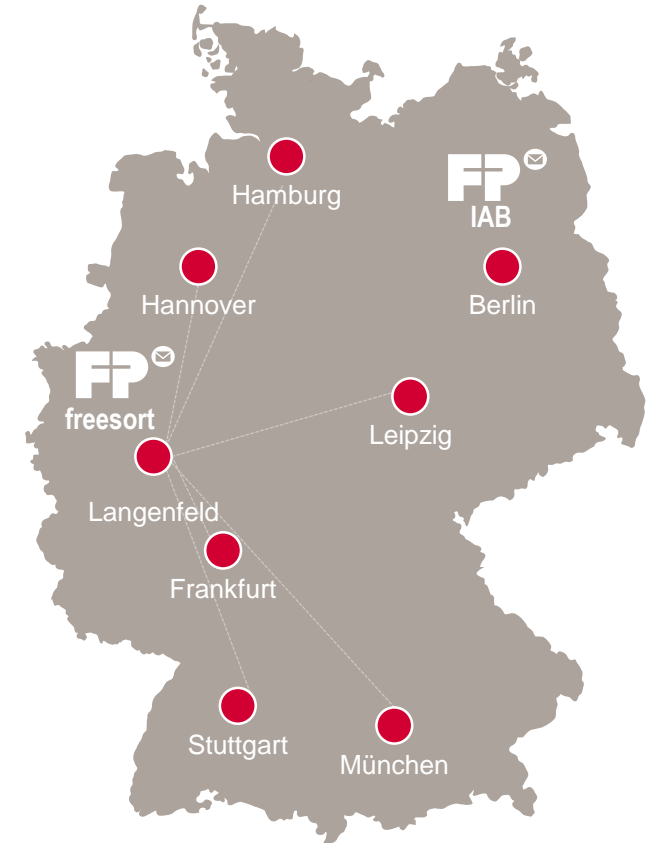 Hamburg
FP
IAB
Hannover
Berlin
FP
freesort
Leipzig
Langenfeld
Frankfurt
Stuttgart
München